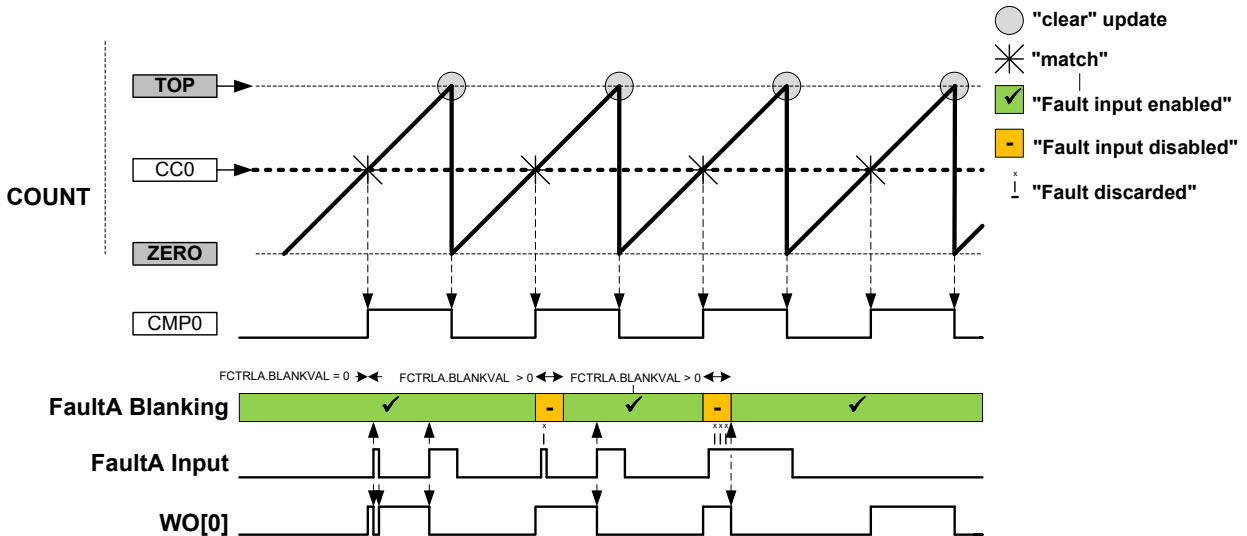 "clear" update
"match"
TOP
"Fault input enabled"
- "Fault input disabled"
CC0
x
"Fault discarded"
COUNT
ZERO
CMP0
FCTRLA.BLANKVAL = 0
FCTRLA.BLANKVAL > 0
FCTRLA.BLANKVAL > 0
FaultA Blanking
- -
x x x x
FaultA Input
WO[0]